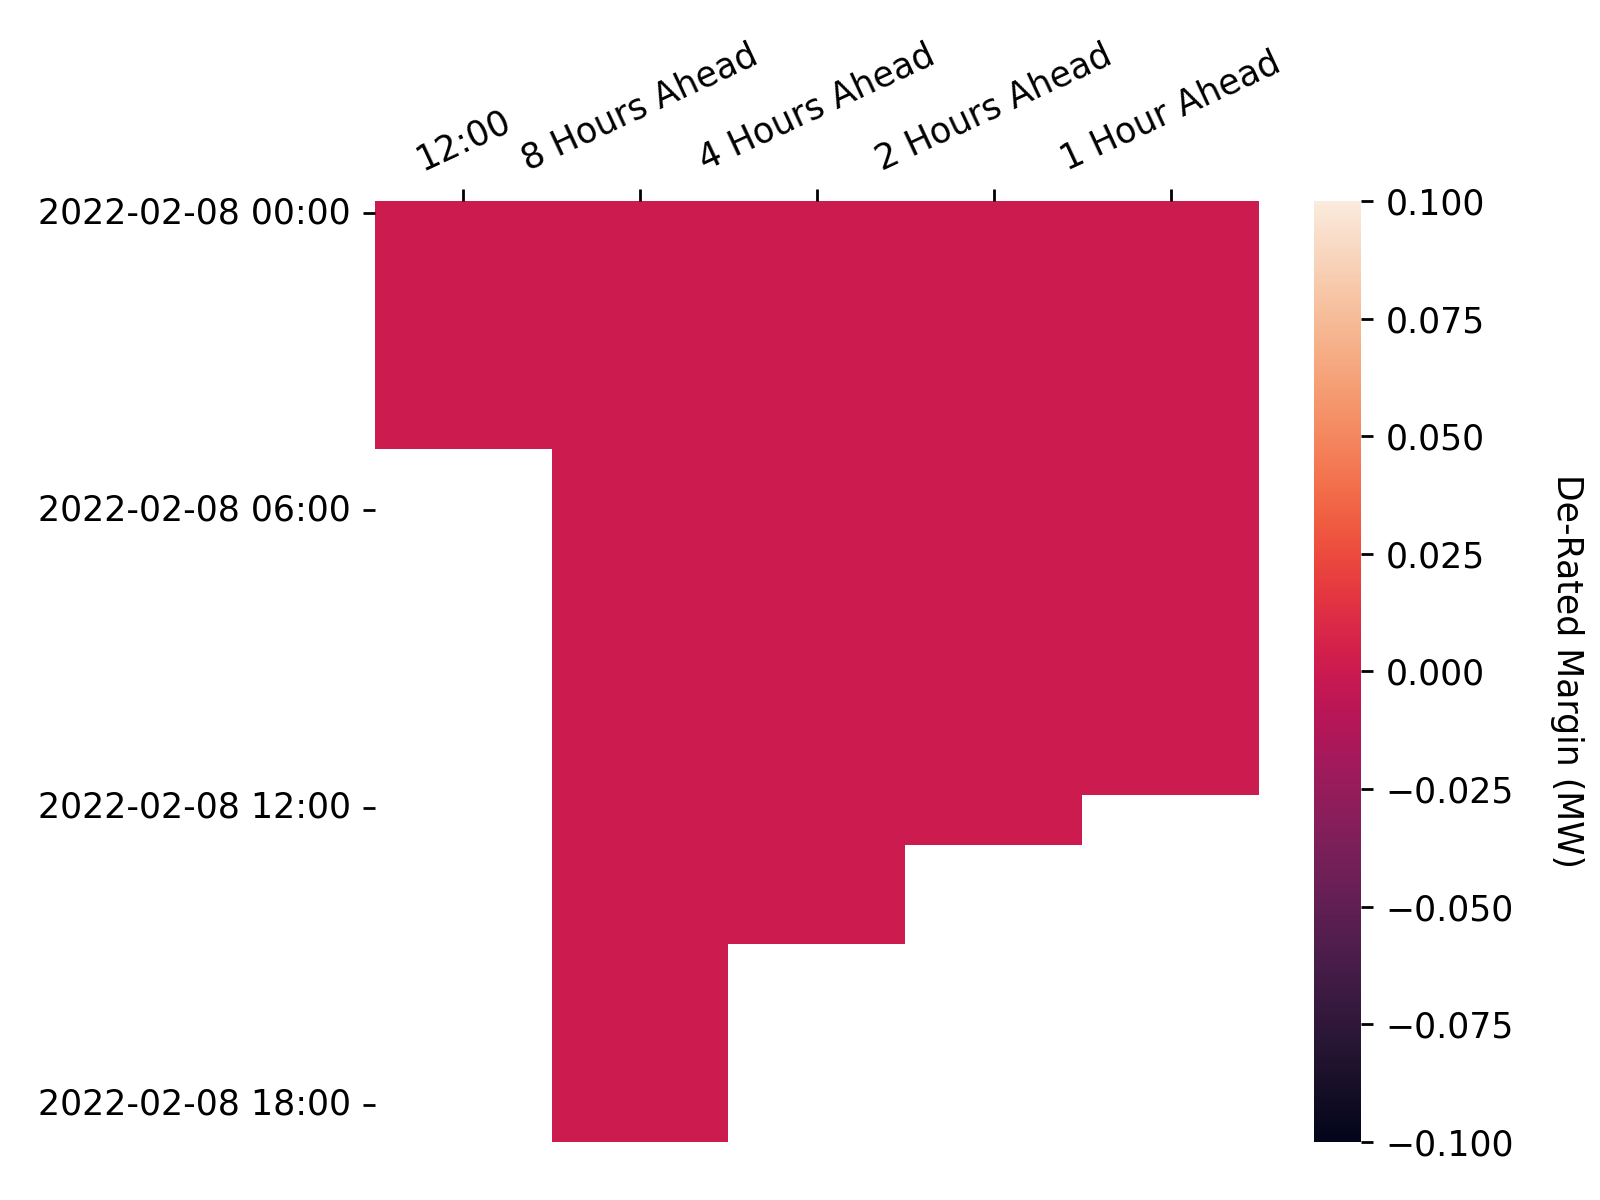 12:00
8 Hours Ahead
4 Hours Ahead
2 Hours Ahead
1 Hour Ahead
2022-02-08 00:00
2022-02-08 06:00
2022-02-08 12:00
2022-02-08 18:00
0.100
0.075
0.050
0.025
0.000
−0.025
−0.050
−0.075
−0.100
De-Rated Margin (MW)